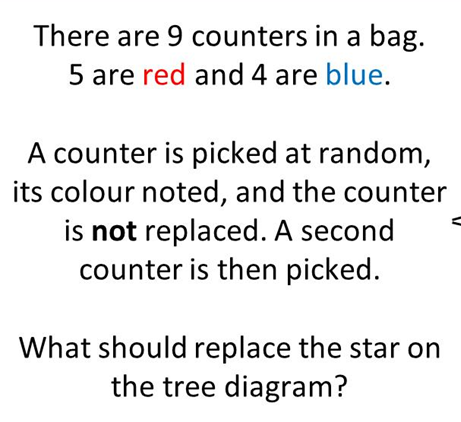 There are 9 counters in a bag.
5 are red and 4 are blue.
A counter is picked at random,
its colour noted, and the counter
is not replaced. A second
counter is then picked.
What should replace the star on
the tree diagram?